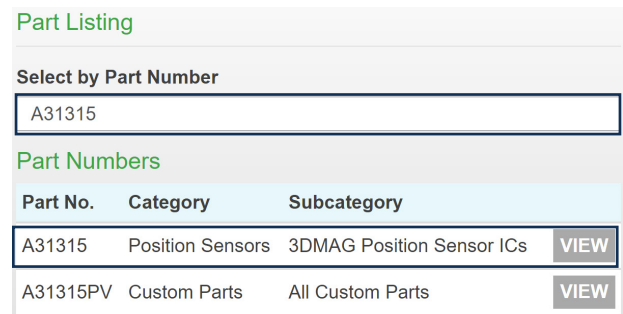 Part Listing
Select by Part Number
A31315
Part Numbers
Part No. Category Subcategory
A31315 Position Sensors 3DMAG Position Sensor ICs VIEW
A31315PV Custom Parts All Custom Parts VIEW